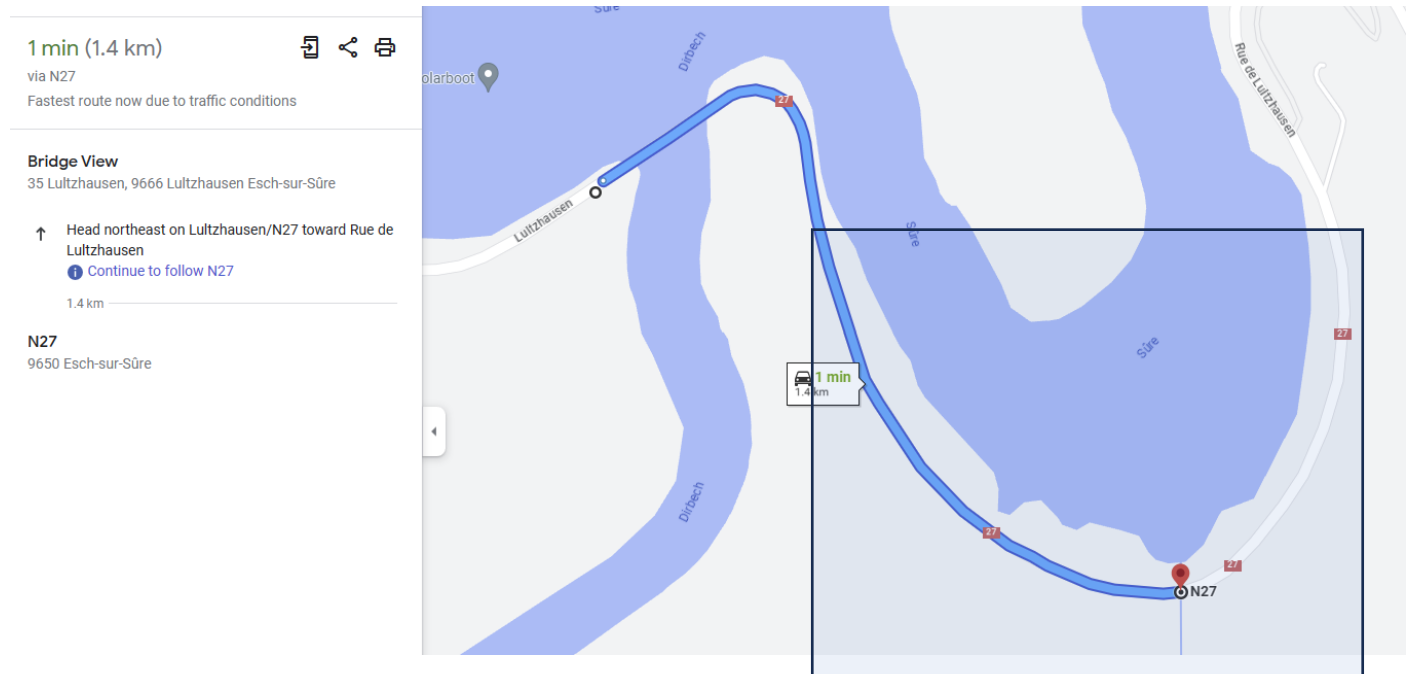 1 min (1.4 km)
via N27
Fastest route now due to traffic conditions
Bridge View
35 Lultzhausen, 9666 Lultzhausen Esch-sur-Sûre
Head northeast on Lultzhausen/N27 toward Rue de
Lultzhausen
Continue to follow N27
1.4 km
N27
9650 Esch-sur-Sûre
Sûre
Dirbech
olarboot
27
Rue de Lultzhausen
Lultzhausen
Sûre
27
Sûre
1 min
1.4 km
Dirbech
27
27
N27